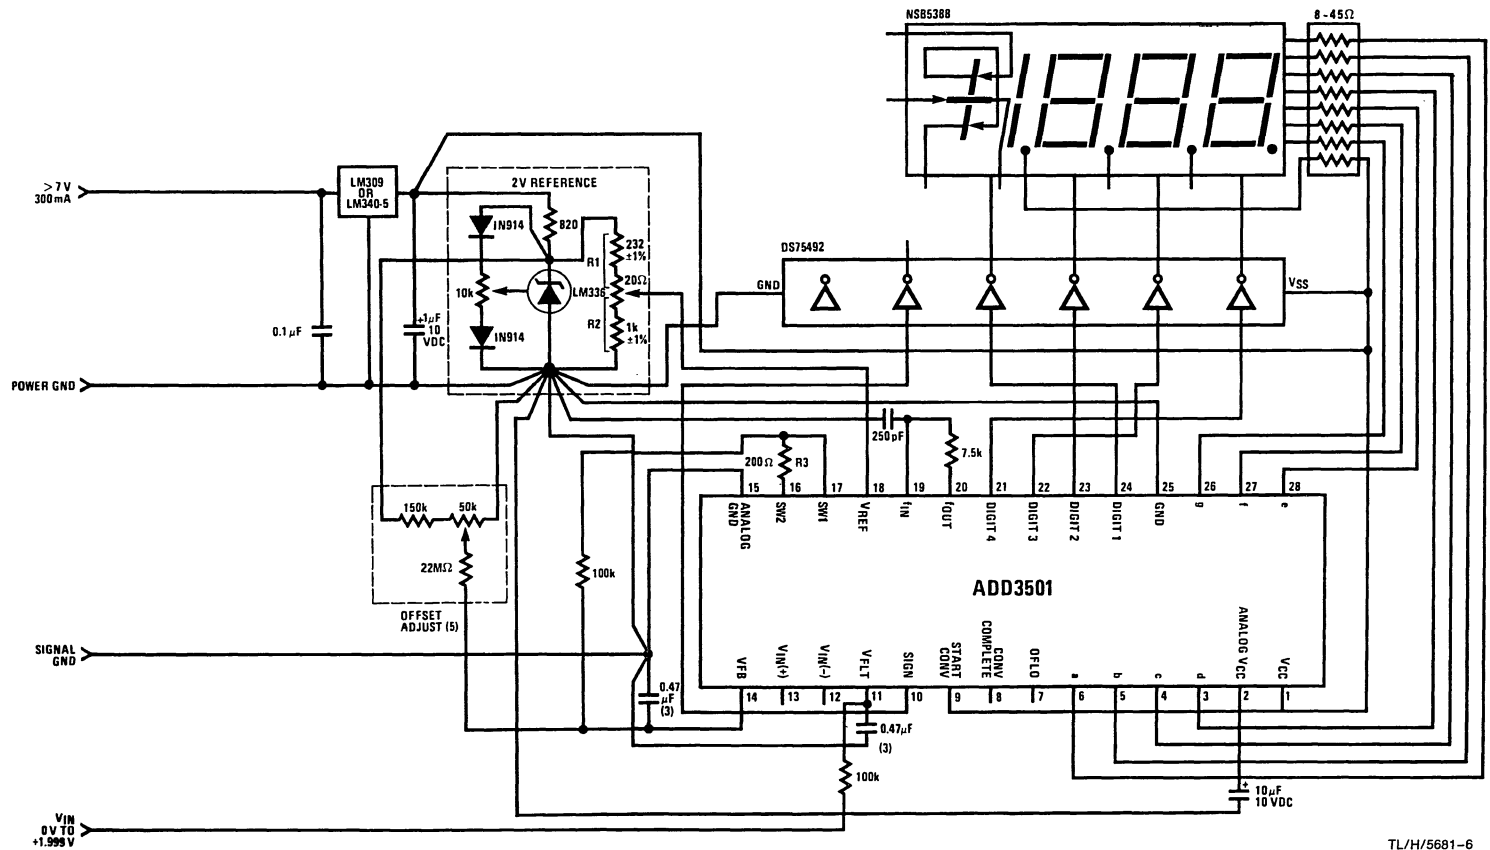 NSB5388
8-45Ω
>7V
300mA
LM309
OR
LM340-5
2V REFERENCE
IN914
820
232
±1%
R1
20Ω
10k
LM336
R2
1k
±1%
IN914
0.1μF
+1μF
10
VDC
DS75492
GND
VSS
POWER GND
250pF
7.5k
200Ω
R3
15
16
17
18
19
20
21
22
23
24
25
26
27
28
ANALOG
GND
SW2
SW1
VREF
fIN
fOUT
DIGIT 4
DIGIT 3
DIGIT 2
DIGIT 1
GND
g
f
e
150k
50k
22MΩ
OFFSET
ADJUST (5)
100k
ADD3501
SIGNAL
GND
VFB
VIN(+)
VIN(-)
VFLT
SIGN
START
CONV
CONV
COMPLETE
OFLO
a
b
c
d
ANALOG VCC
VCC
14
13
12
11
10
9
8
7
6
5
4
3
2
1
0.47
μF
(3)
0.47μF
(3)
100k
+
10μF
10 VDC
VIN
0V TO
+1.999 V
TL/H/5681-6